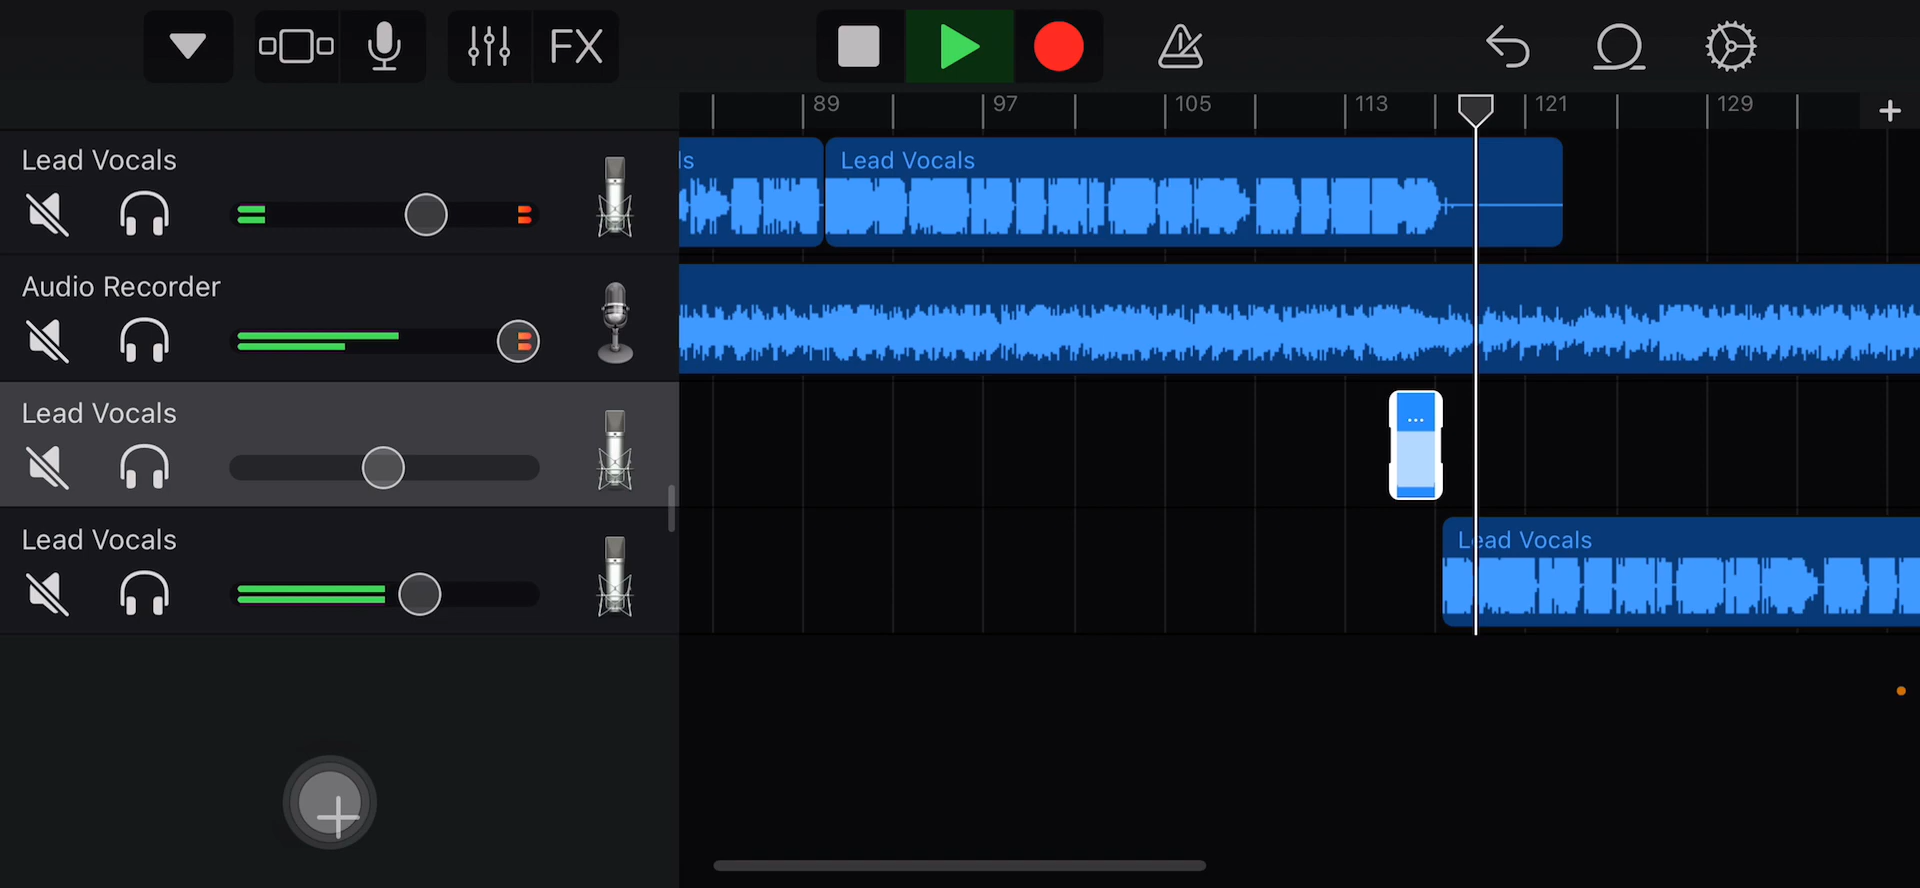 FX
89
97
105
113
121
129
Lead Vocals
ls
Lead Vocals
Audio Recorder
Lead Vocals
...
Lead Vocals
Lead Vocals